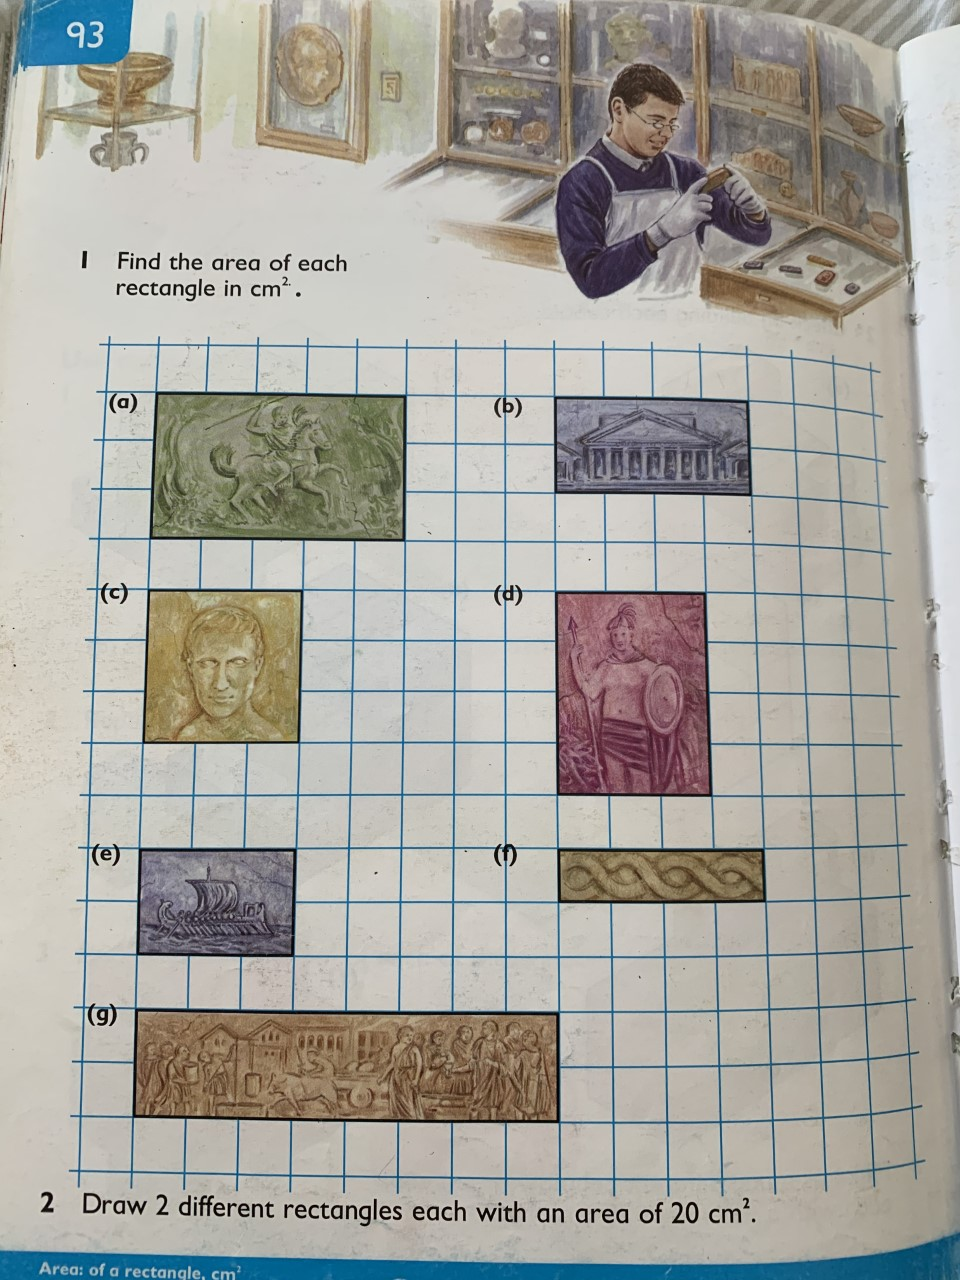 93
5
1 Find the area of each
rectangle in cm².
(a)
(b)
(c)
(d)
(e)
(f)
(g)
2 Draw 2 different rectangles each with an area of 20 cm².
Area: of a rectangle, cm²